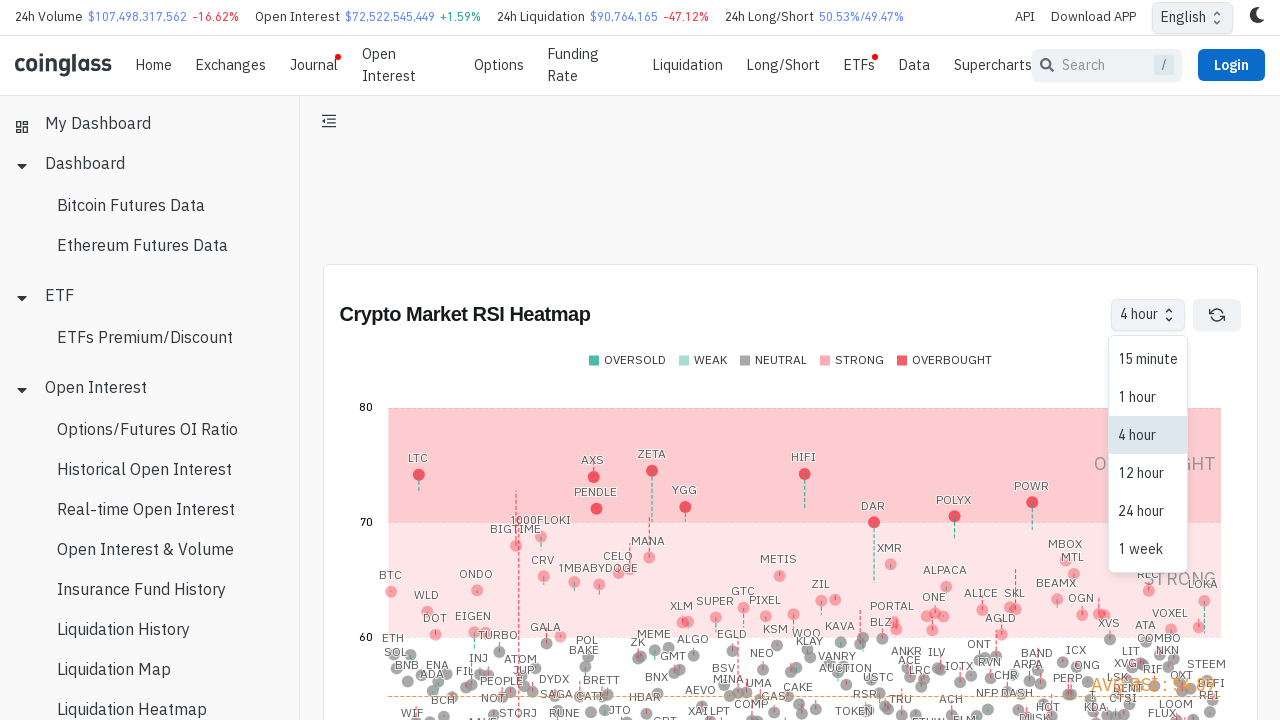 24h Volume $107,498,317,562 -16.62% Open Interest $72,522,545,449 +1.59% 24h Liquidation $90,764,165 -47.12% 24h Long/Short 50.53%/49.47% API Download APP English
coinglass Home Exchanges Journal Open Interest Options Funding Rate Liquidation Long/Short ETFs Data Supercharts Search / Login
My Dashboard
Dashboard
Bitcoin Futures Data
Ethereum Futures Data
ETF
ETFs Premium/Discount
Open Interest
Options/Futures OI Ratio
Historical Open Interest
Real-time Open Interest
Open Interest & Volume
Insurance Fund History
Liquidation History
Liquidation Map
Liquidation Heatmap
Crypto Market RSI Heatmap 4 hour
OVERSOLD WEAK NEUTRAL STRONG OVERBOUGHT
15 minute
1 hour
4 hour
12 hour
24 hour
1 week
80
LTC AXS ZETA HIFI
PENDLE YGG DAR POLYX POWR
70
1000FLOKI
BIGTIME MANA XMR MBOX
CRV CELO METIS MTL
BTC ONDO 1MBABYDOGE ALPACA STRONG
WLD GTC ZIL BEAMX LOKA
DOT EIGEN XLM SUPER PIXEL PORTAL ONE ALICE SKL OGN VOXEL
TURBO GALA EGLD KSM WOO KAVA BLZ AGLD XVS ATA
60
ETH POL ZK MEME ALGO KLAY COMBO
SOL BAKE NEO VANRY ANKR ILV ONT BAND ICX LIT NKN
BNB ENA INJ ATOM GMT BSV AUCTION ACE IOTX RVN ARPA ONG XVG RIF STEEM
ADA FIL JUP BNX MINA USTC LRC CHR PERP LSK OXT
PEOPLE DYDX BRETT UMA DENT
BCH NOT SAGA CATI HBAR AEVO GAS CAKE RSR TRU ACH NFP DASH REI
WIF STORJ RUNE JTO XAI LPT COMP TOKEN HOT KDA CTSI LOOM
FLUX